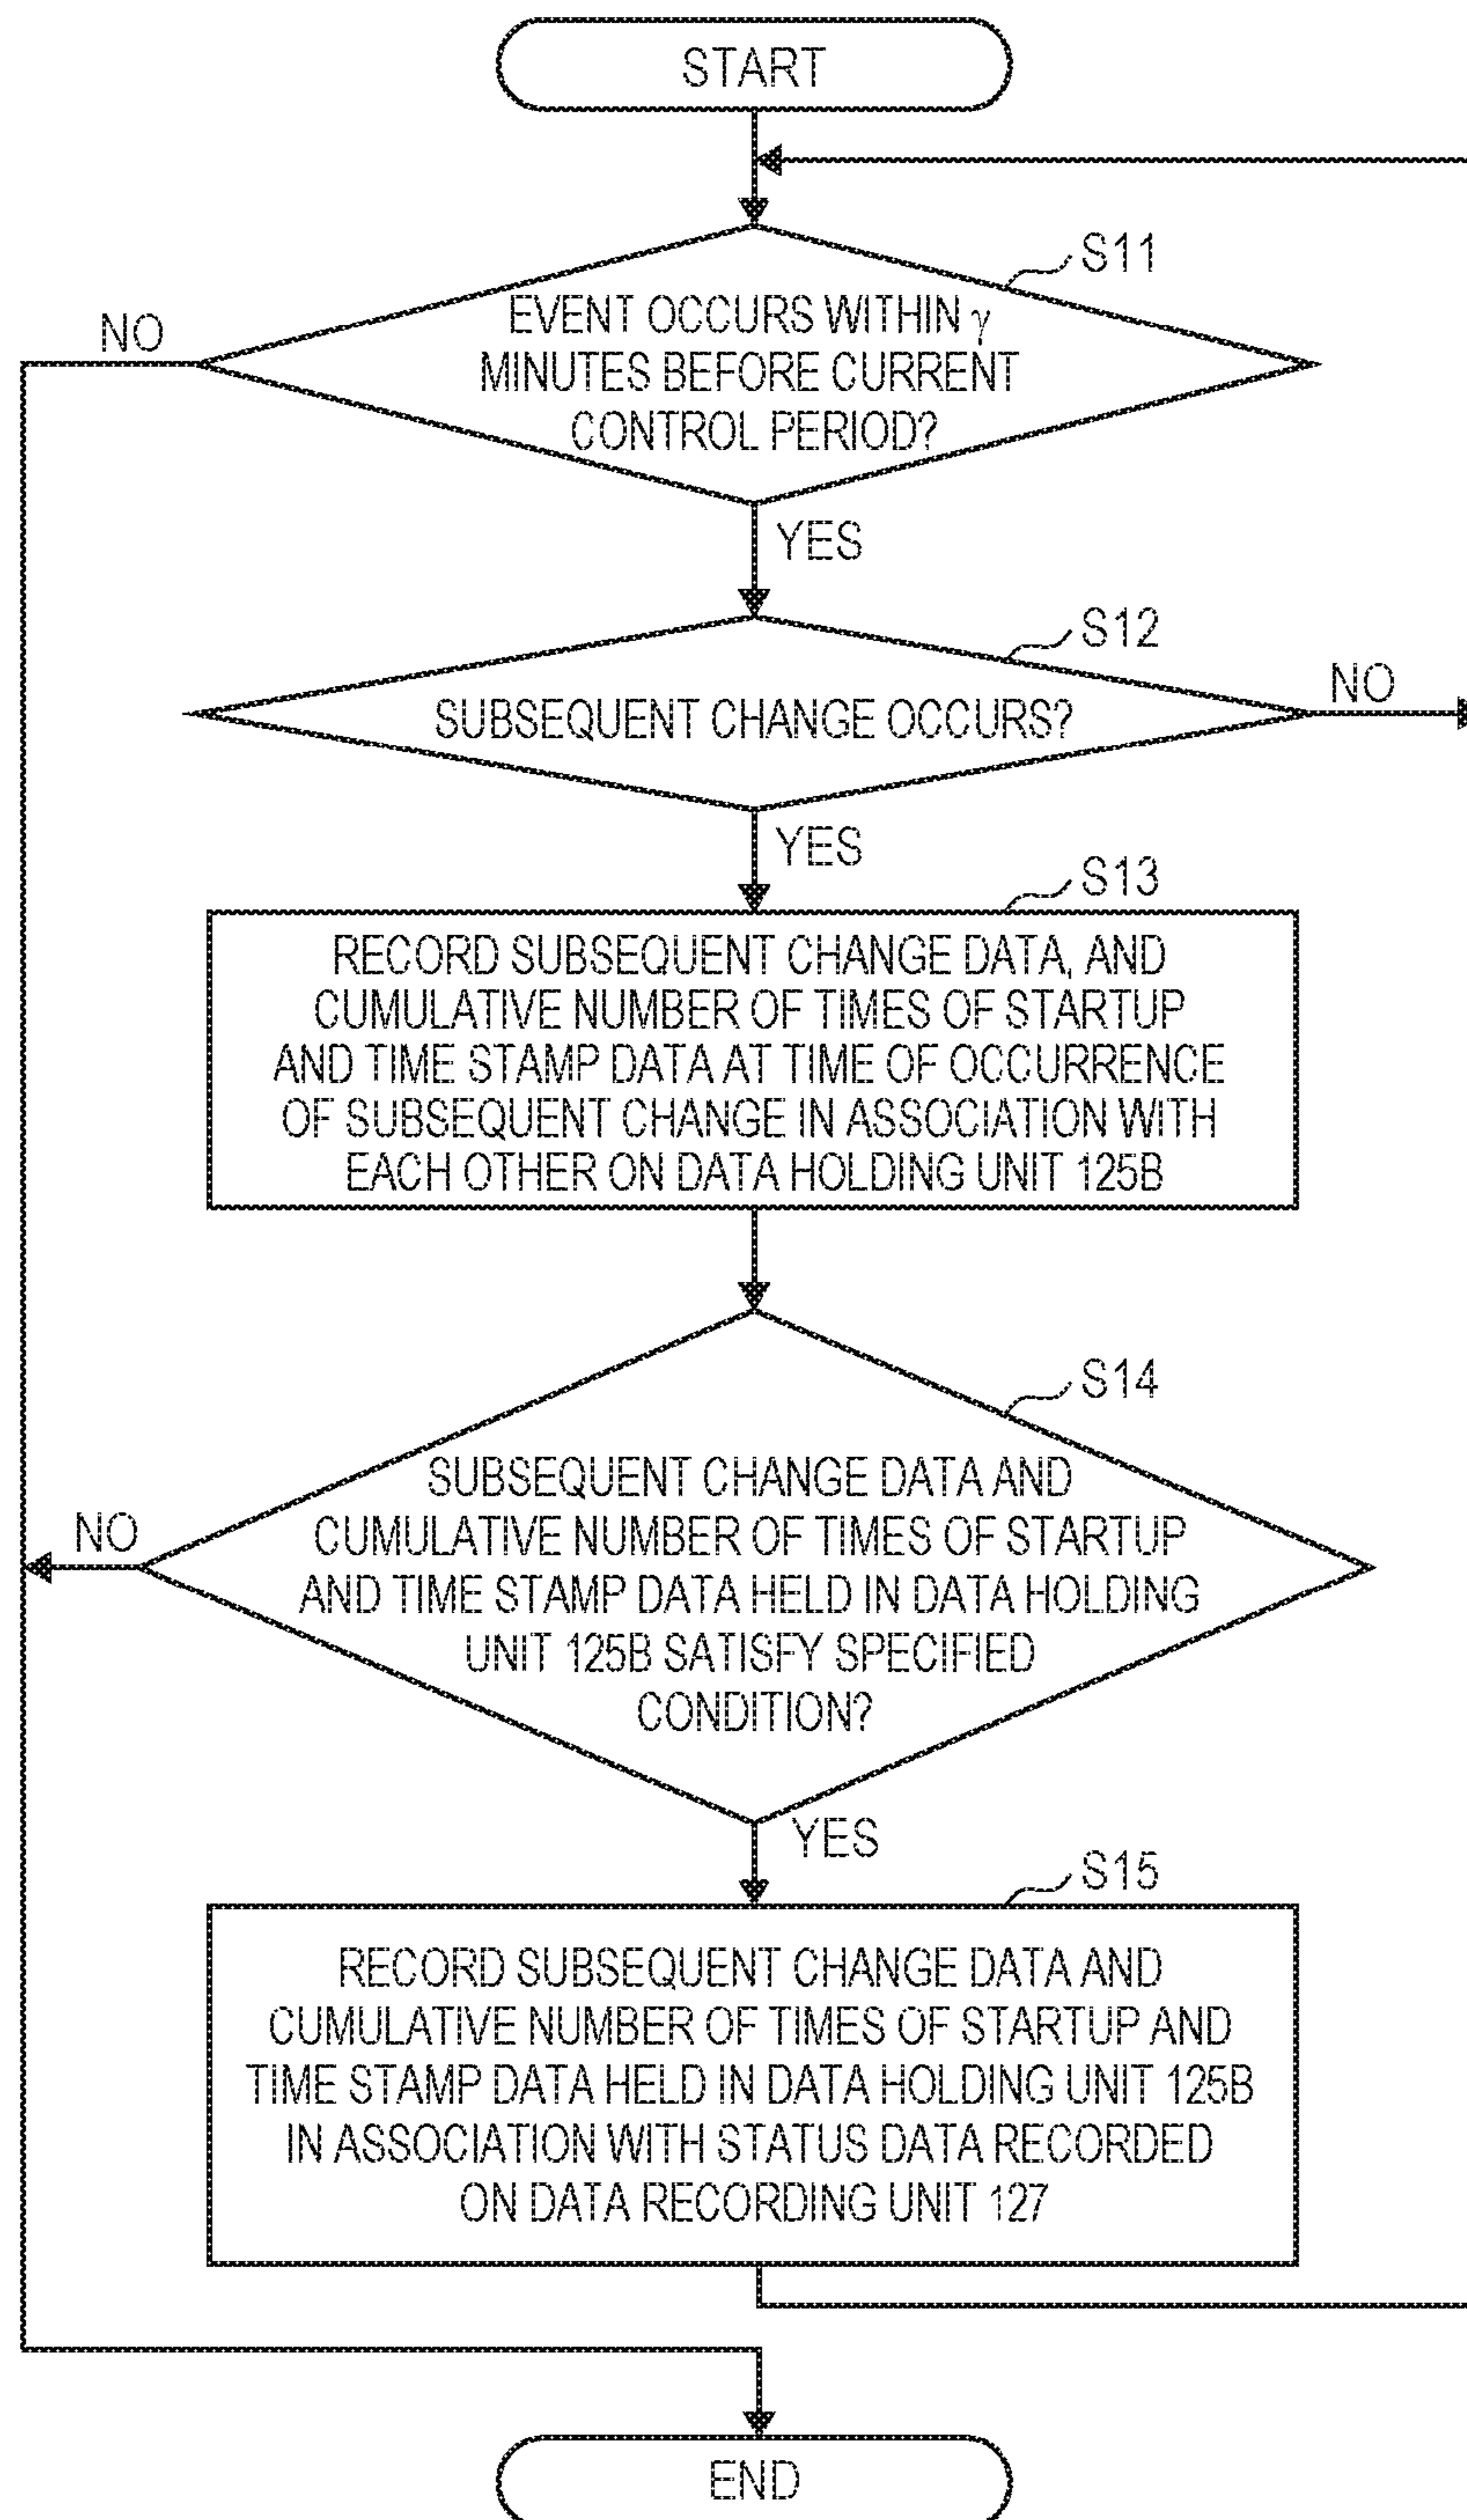 START
S11
NO
EVENT OCCURS WITHIN γ
MINUTES BEFORE CURRENT
CONTROL PERIOD?
YES
S12
NO
SUBSEQUENT CHANGE OCCURS?
YES
S13
RECORD SUBSEQUENT CHANGE DATA, AND
CUMULATIVE NUMBER OF TIMES OF STARTUP
AND TIME STAMP DATA AT TIME OF OCCURRENCE
OF SUBSEQUENT CHANGE IN ASSOCIATION WITH
EACH OTHER ON DATA HOLDING UNIT 125B
S14
SUBSEQUENT CHANGE DATA AND
NO
CUMULATIVE NUMBER OF TIMES OF STARTUP
AND TIME STAMP DATA HELD IN DATA HOLDING
UNIT 125B SATISFY SPECIFIED
CONDITION?
YES
S15
RECORD SUBSEQUENT CHANGE DATA AND
CUMULATIVE NUMBER OF TIMES OF STARTUP AND
TIME STAMP DATA HELD IN DATA HOLDING UNIT 125B
IN ASSOCIATION WITH STATUS DATA RECORDED
ON DATA RECORDING UNIT 127
END